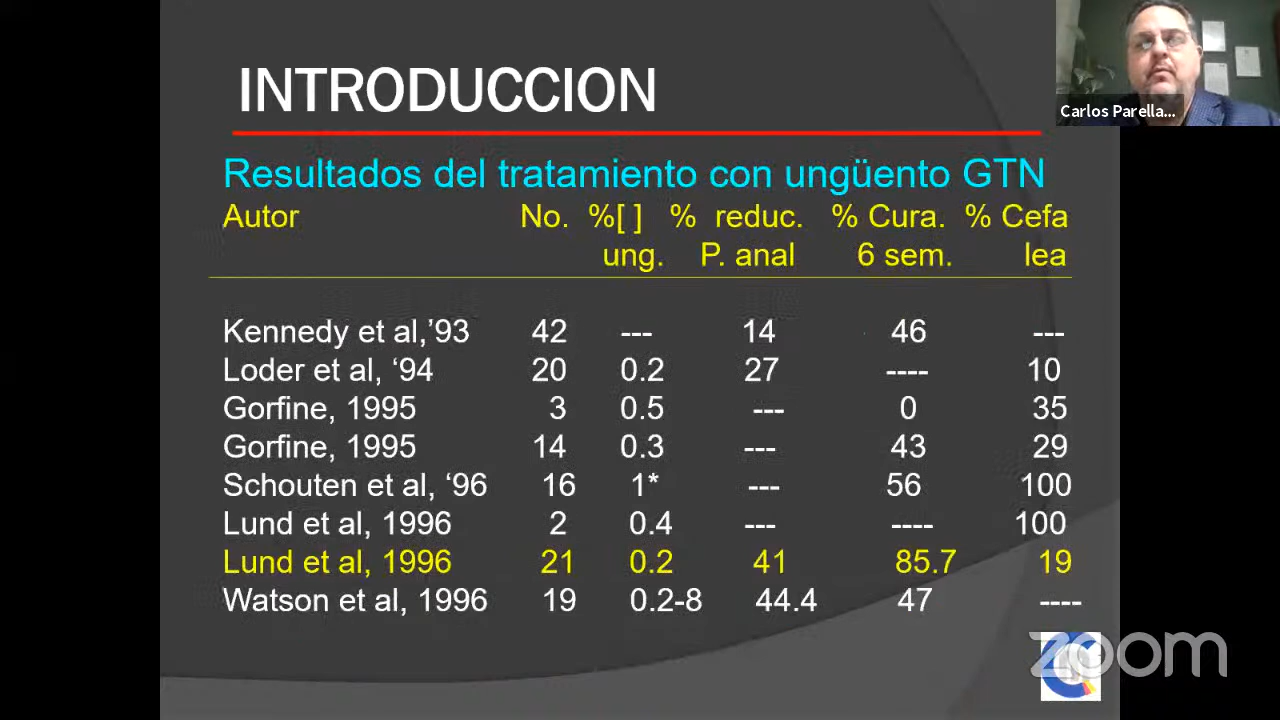 INTRODUCCION
Carlos Parella...
Resultados del tratamiento con ungüento GTN
Autor No. %[ ] % reduc. % Cura. % Cefa
ung. P. anal 6 sem. lea
Kennedy et al,’93 42 --- 14 46 ---
Loder et al, ‘94 20 0.2 27 ---- 10
Gorfine, 1995 3 0.5 --- 0 35
Gorfine, 1995 14 0.3 --- 43 29
Schouten et al, ‘96 16 1* --- 56 100
Lund et al, 1996 2 0.4 --- ---- 100
Lund et al, 1996 21 0.2 41 85.7 19
Watson et al, 1996 19 0.2-8 44.4 47 ----
zoom